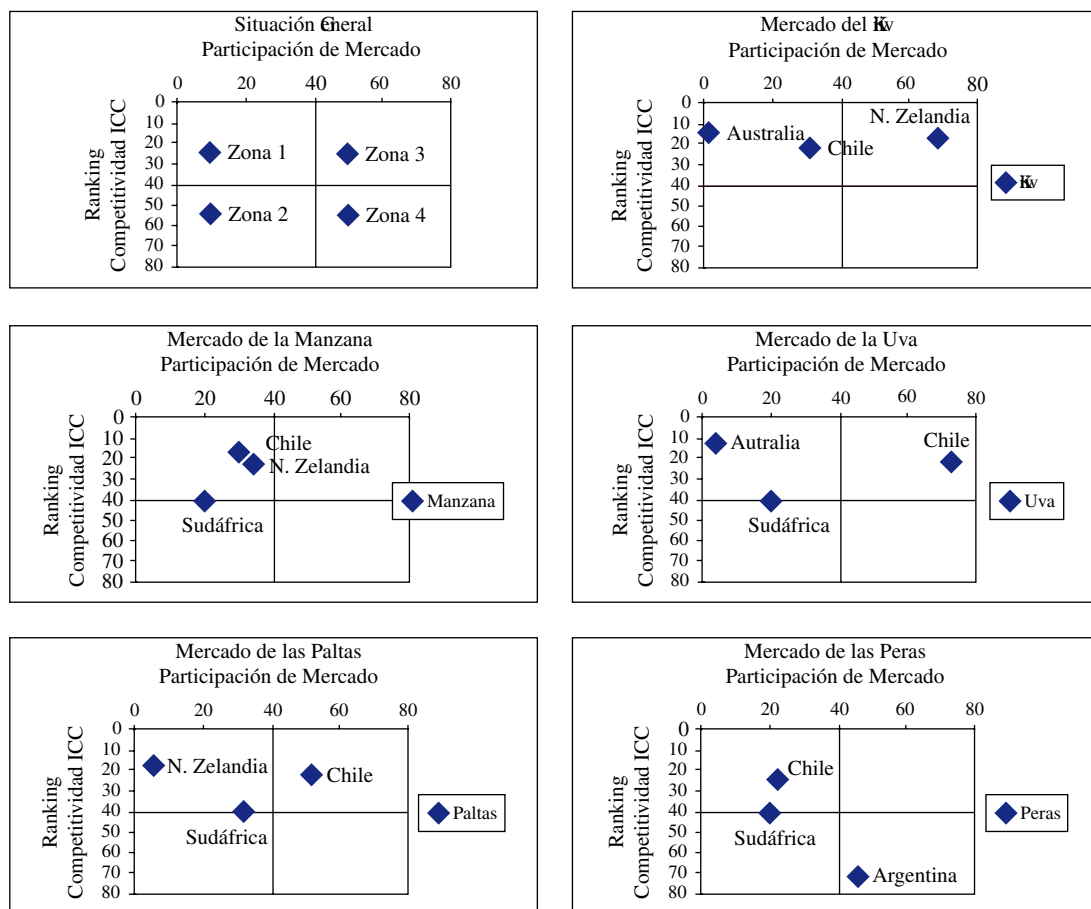 Situación General
Participación de Mercado
0 20 40 60 80
Ranking
Competitividad ICC
0
10
20
30
40
50
60
70
80
Zona 1
Zona 3
Zona 2
Zona 4
Mercado del
Participación de Mercado
0 20 40 60 80
Ranking
Competitividad ICC
0
10
20
30
40
50
60
70
80
N. Zelandia
Australia
Chile
Mercado de la Manzana
Participación de Mercado
0 20 40 60 80
Ranking
Competitividad ICC
0
10
20
30
40
50
60
70
80
Chile
N. Zelandia
Sudáfrica
Manzana
Mercado de la Uva
Participación de Mercado
0 20 40 60 80
Ranking
Competitividad ICC
0
10
20
30
40
50
60
70
80
Autralia
Chile
Sudáfrica
Uva
Mercado de las Paltas
Participación de Mercado
0 20 40 60 80
Ranking
Competitividad ICC
0
10
20
30
40
50
60
70
80
N. Zelandia
Chile
Sudáfrica
Paltas
Mercado de las Peras
Participación de Mercado
0 20 40 60 80
Ranking
Competitividad ICC
0
10
20
30
40
50
60
70
80
Chile
Sudáfrica
Argentina
Peras